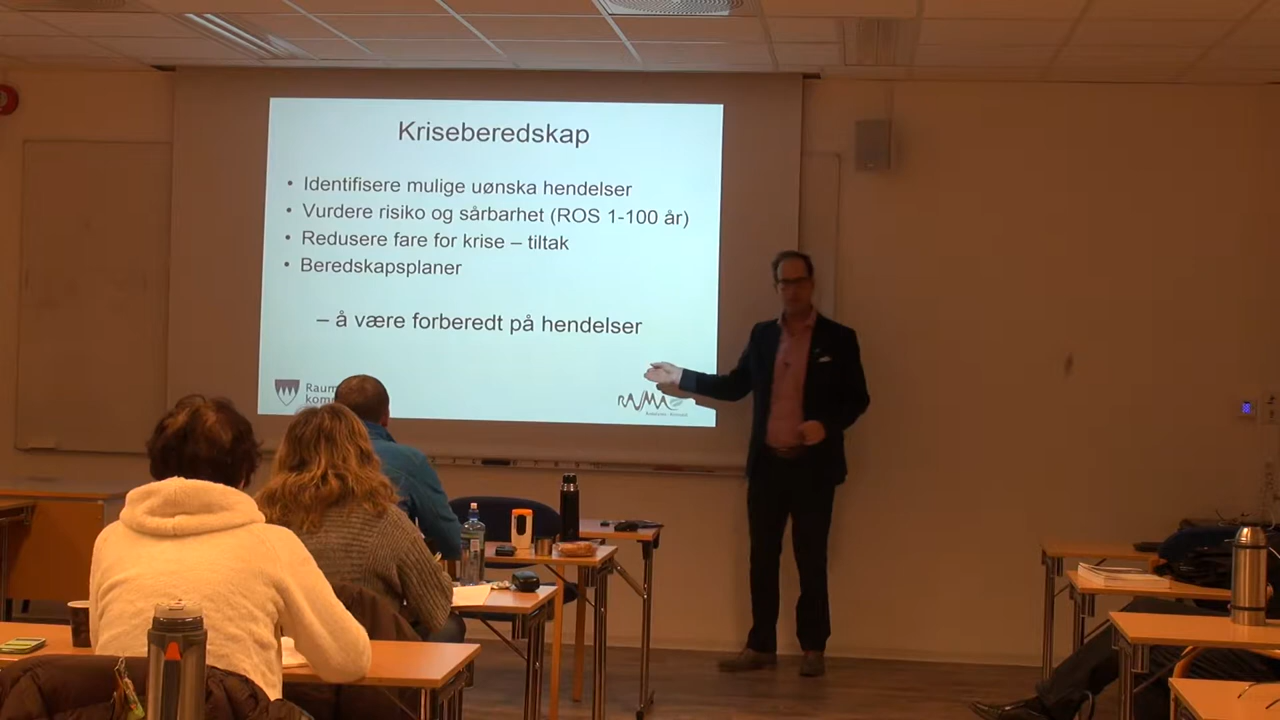 Kriseberedskap
• Identifisere mulige uønska hendelser
• Vurdere risiko og sårbarhet (ROS 1-100 år)
• Redusere fare for krise – tiltak
• Beredskapsplaner
– å være forberedt på hendelser
RAUMA